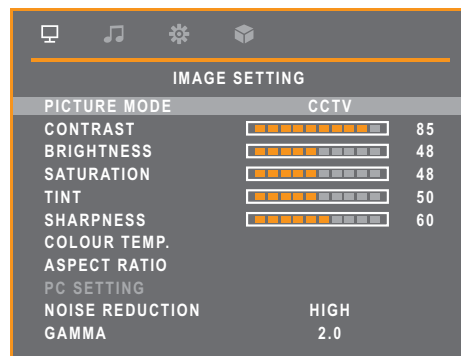 IMAGE SETTING
PICTURE MODE CCTV
CONTRAST 85
BRIGHTNESS 48
SATURATION 48
TINT 50
SHARPNESS 60
COLOUR TEMP.
ASPECT RATIO
PC SETTING
NOISE REDUCTION HIGH
GAMMA 2.0